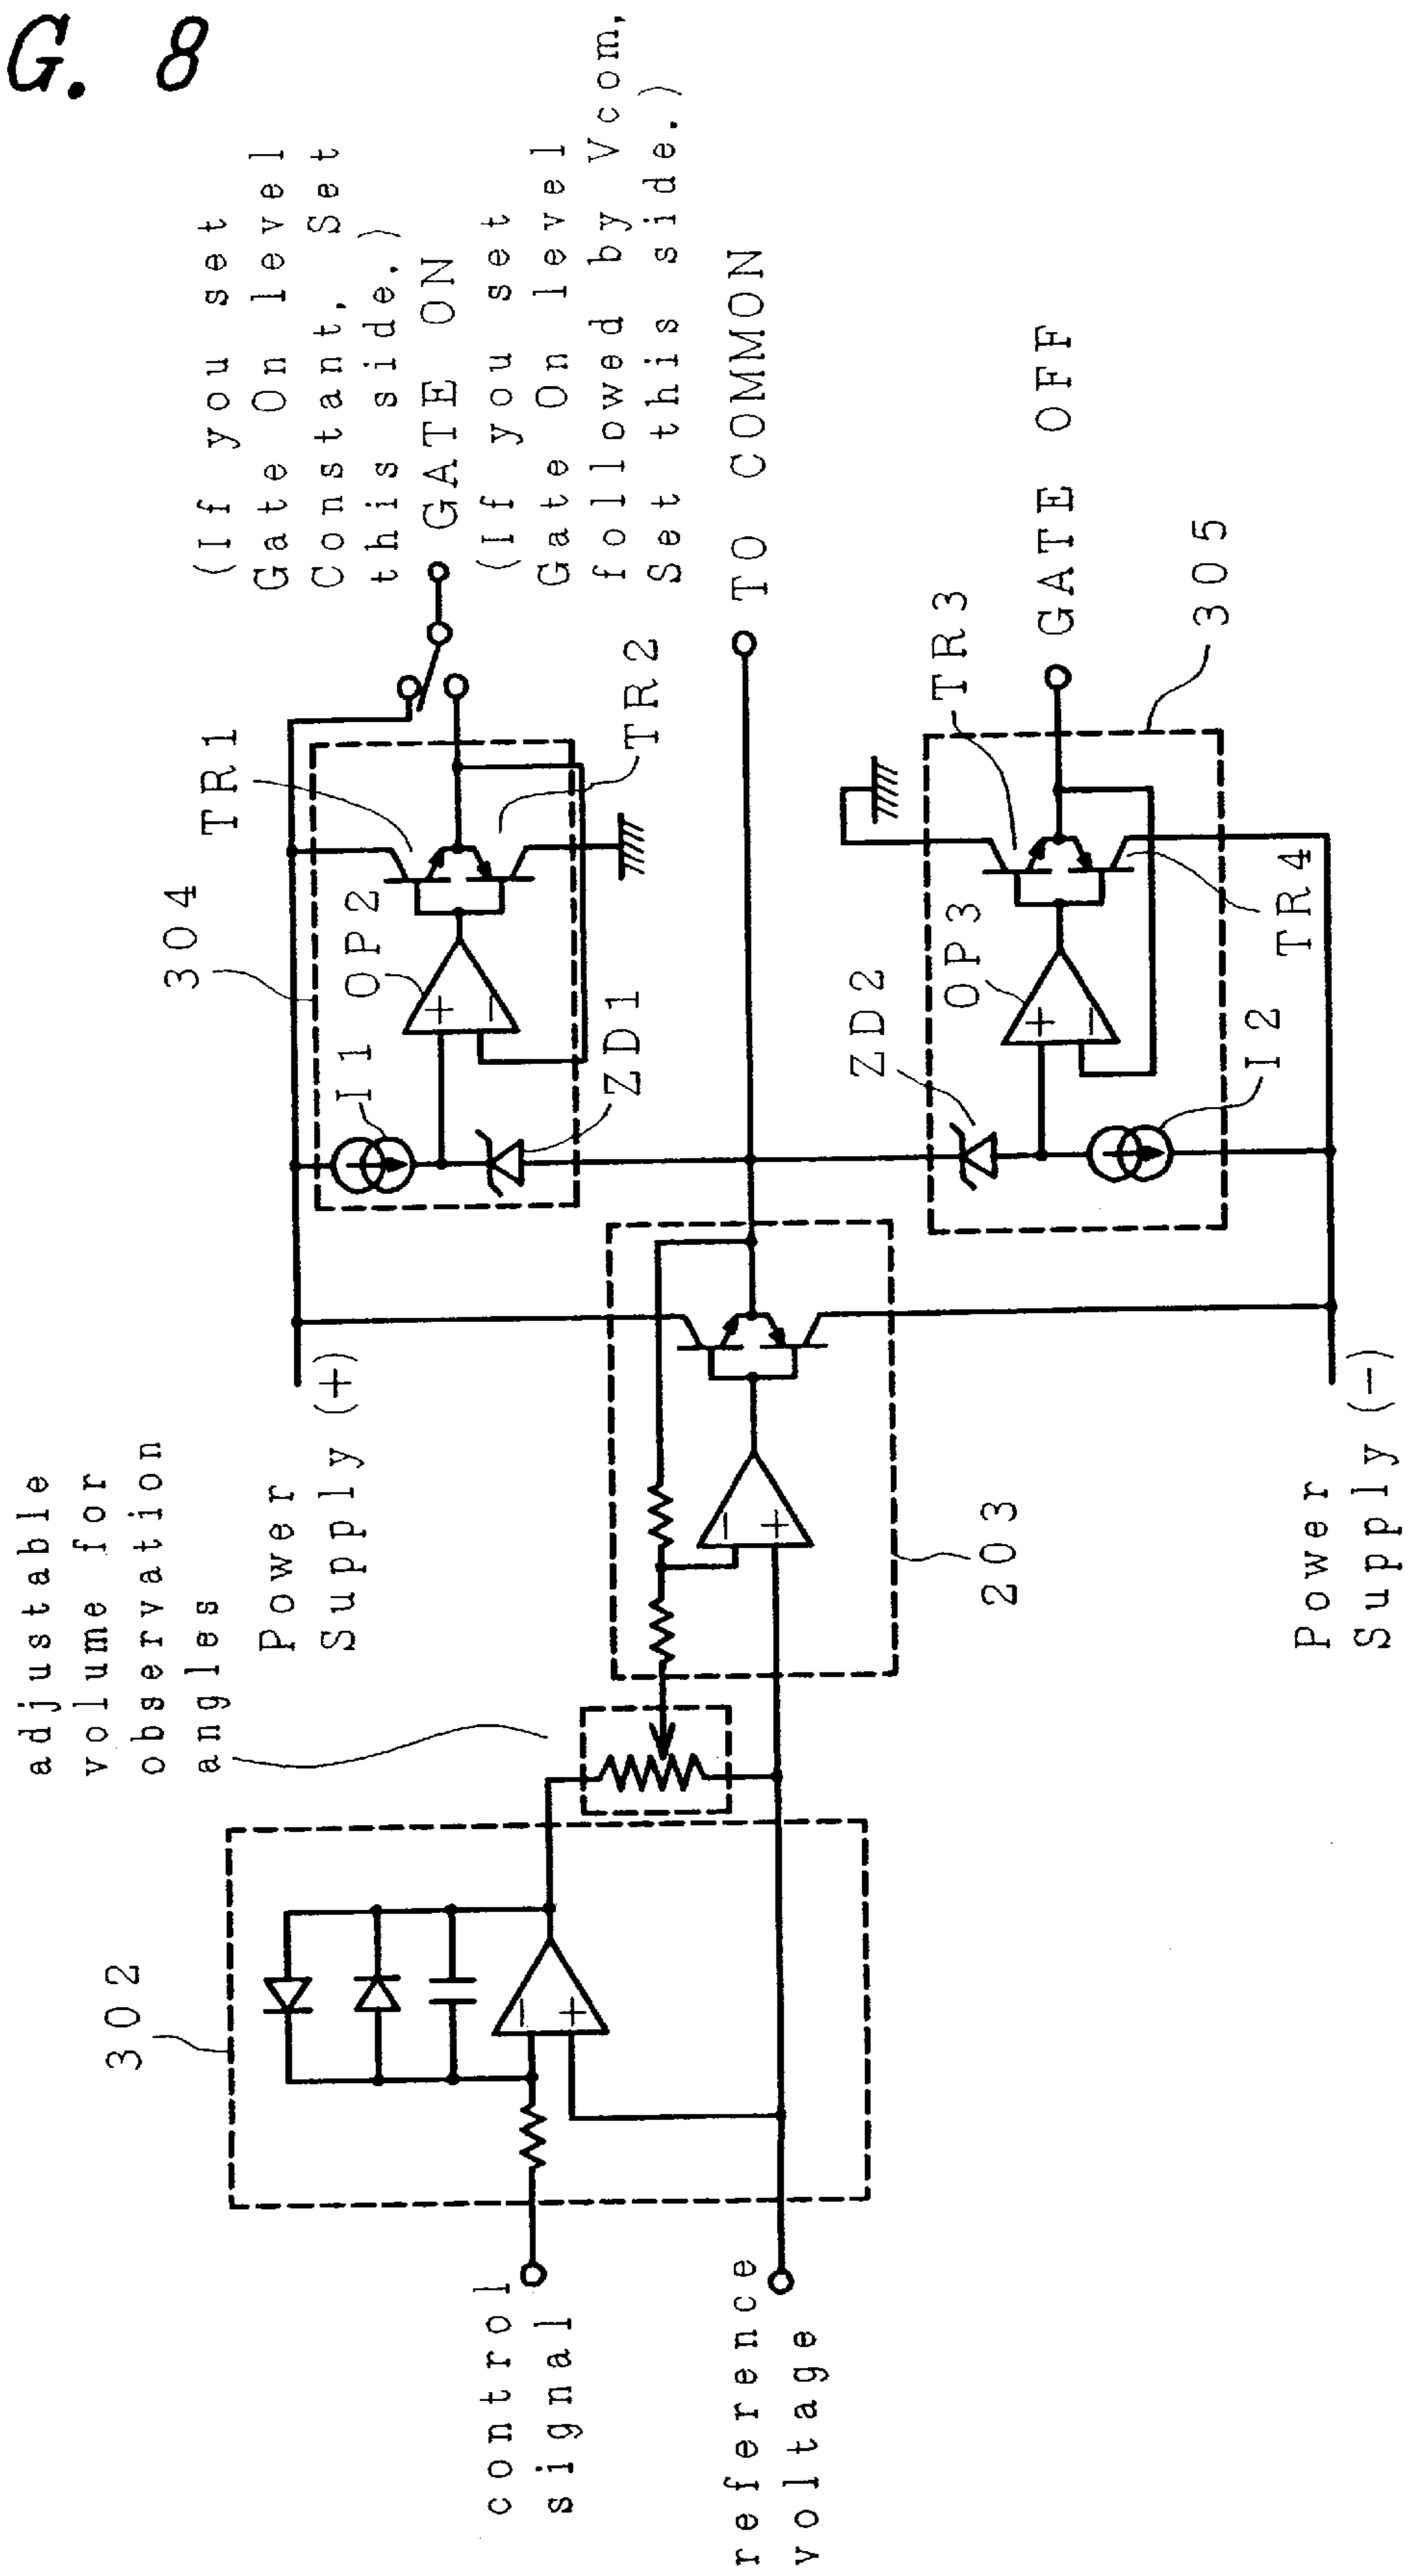 G. 8
(If you set
Gate On level
Constant, Set
this side.)
GATE ON
(If you set
Gate On level
followed by Vcom,
Set this side.)
TO COMMON
GATE OFF
TR1
TR2
304
OP2
I1
ZD1
TR3
305
ZD2
OP3
TR4
I2
+
−
+
−
adjustable
volume for
observation
angles
Power
Supply (+)
−
+
203
Power
Supply (−)
302
−
+
control
signal
reference
voltage